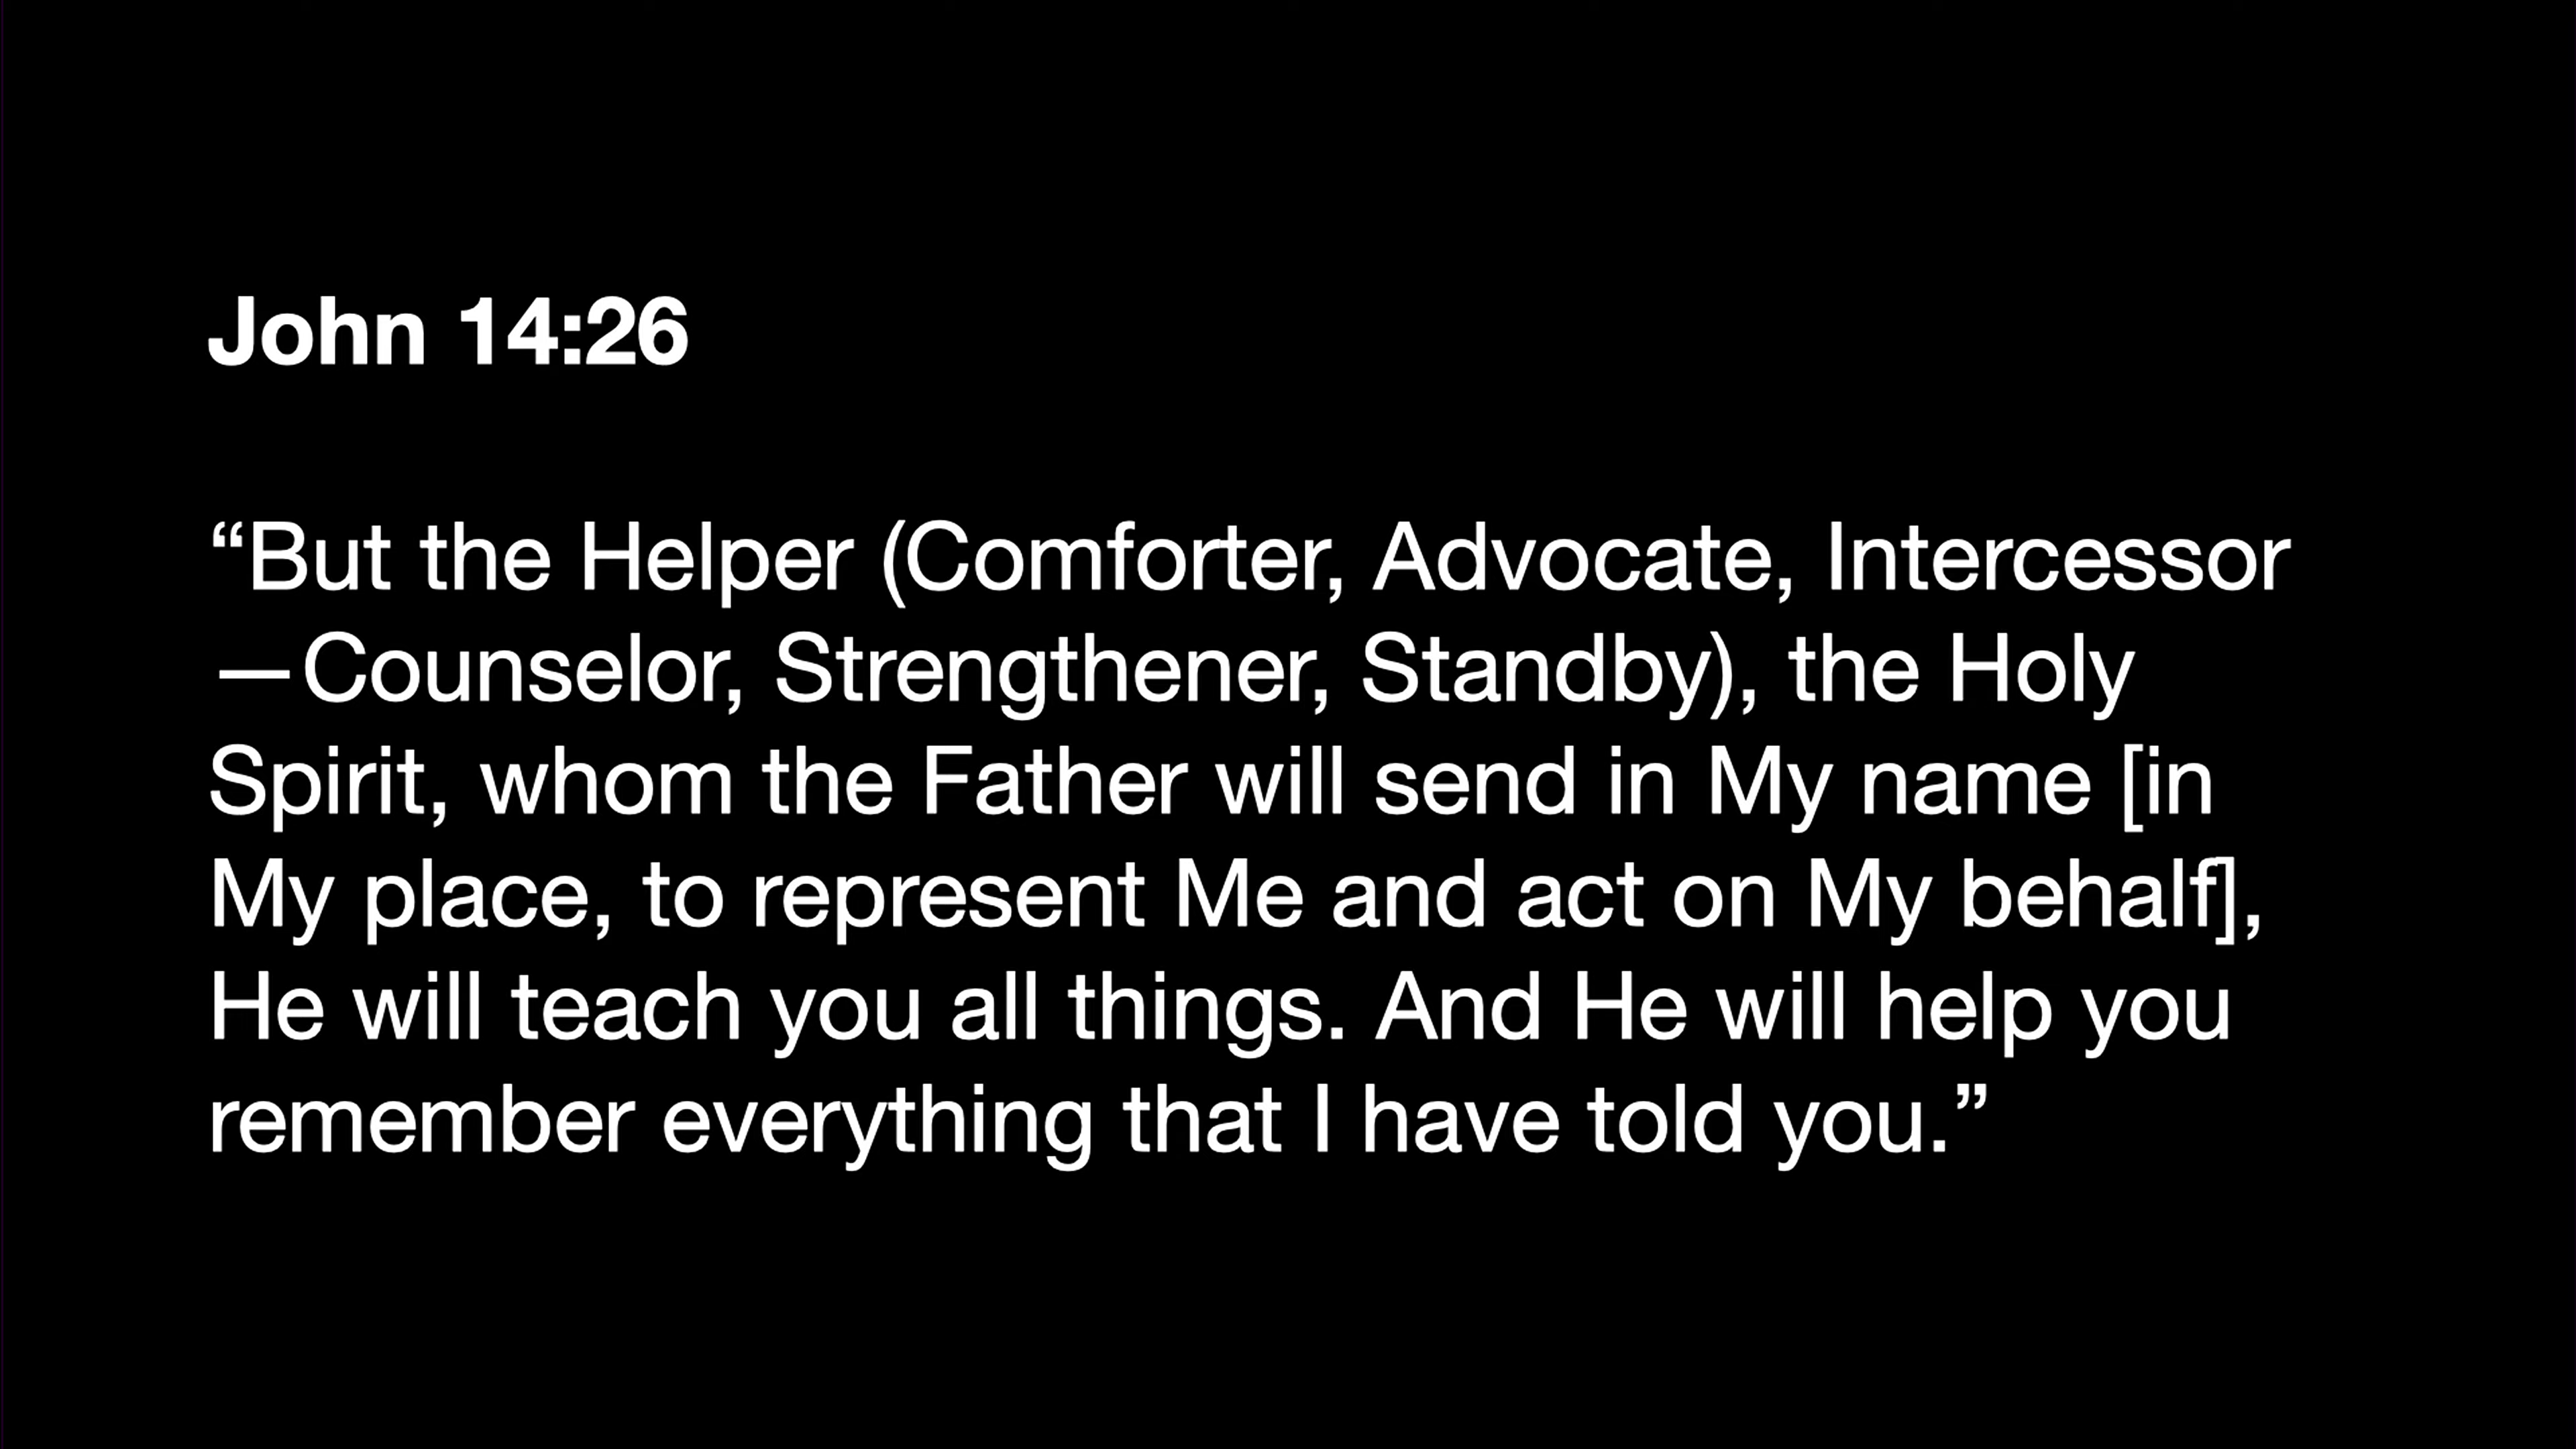 John 14:26
“But the Helper (Comforter, Advocate, Intercessor
—Counselor, Strengthener, Standby), the Holy
Spirit, whom the Father will send in My name [in
My place, to represent Me and act on My behalf],
He will teach you all things. And He will help you
remember everything that I have told you.”